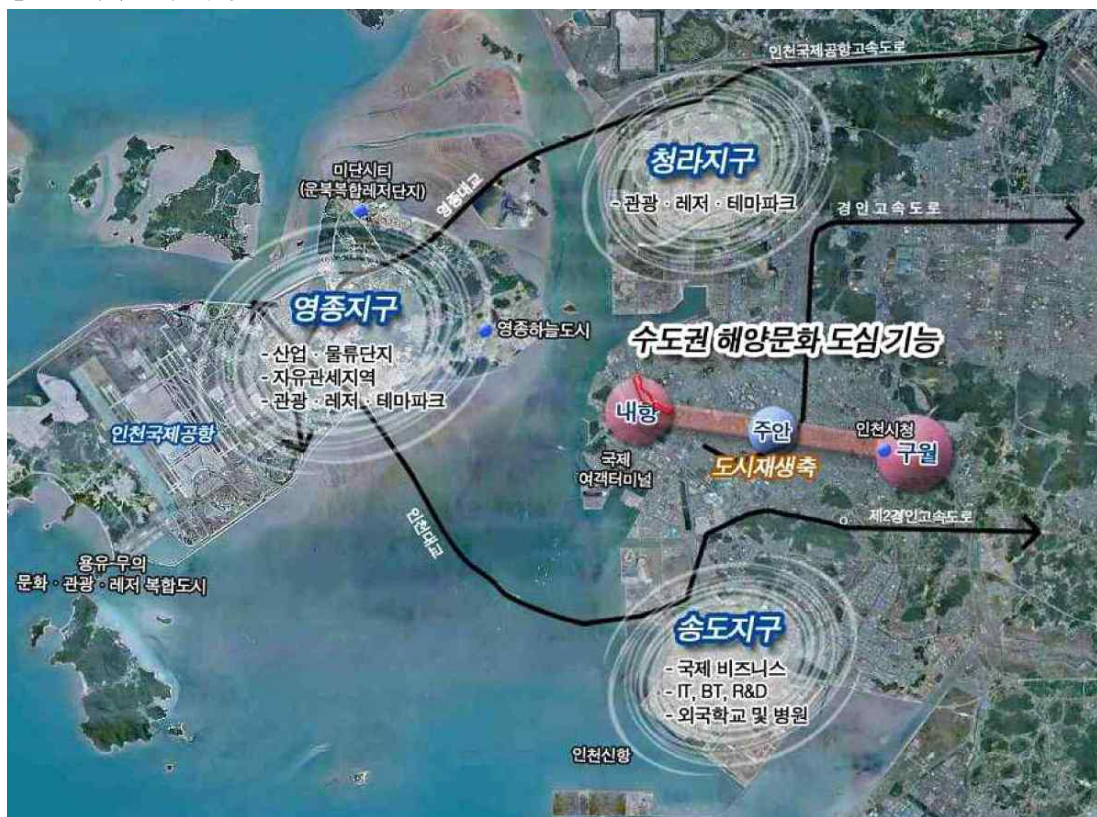 인천국제공항고속도로
청라지구
- 관광 · 레저 · 테마파크
미단시티
(운북복합레저단지)
영종대교
경인고속도로
영종지구
- 산업 · 물류단지
- 자유관세지역
- 관광 · 레저 · 테마파크
영종하늘도시
수도권 해양문화 도심 기능
내항
주안
인천시청
구월
도시재생축
인천국제공항
국제
여객터미널
인천대교
제2경인고속도로
용유·무의
문화 · 관광 · 레저 복합도시
송도지구
- 국제 비즈니스
- IT, BT, R&D
- 외국학교 및 병원
인천신항